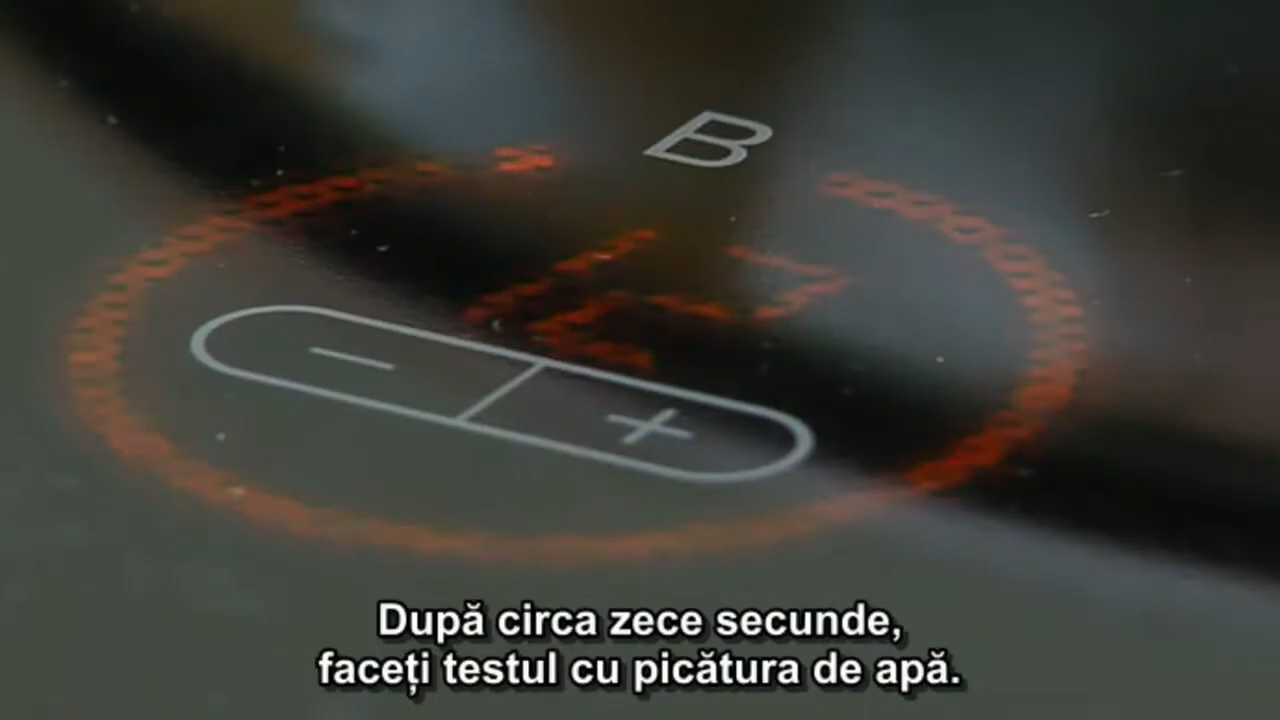 B
− +
După circa zece secunde,
faceți testul cu picătura de apă.